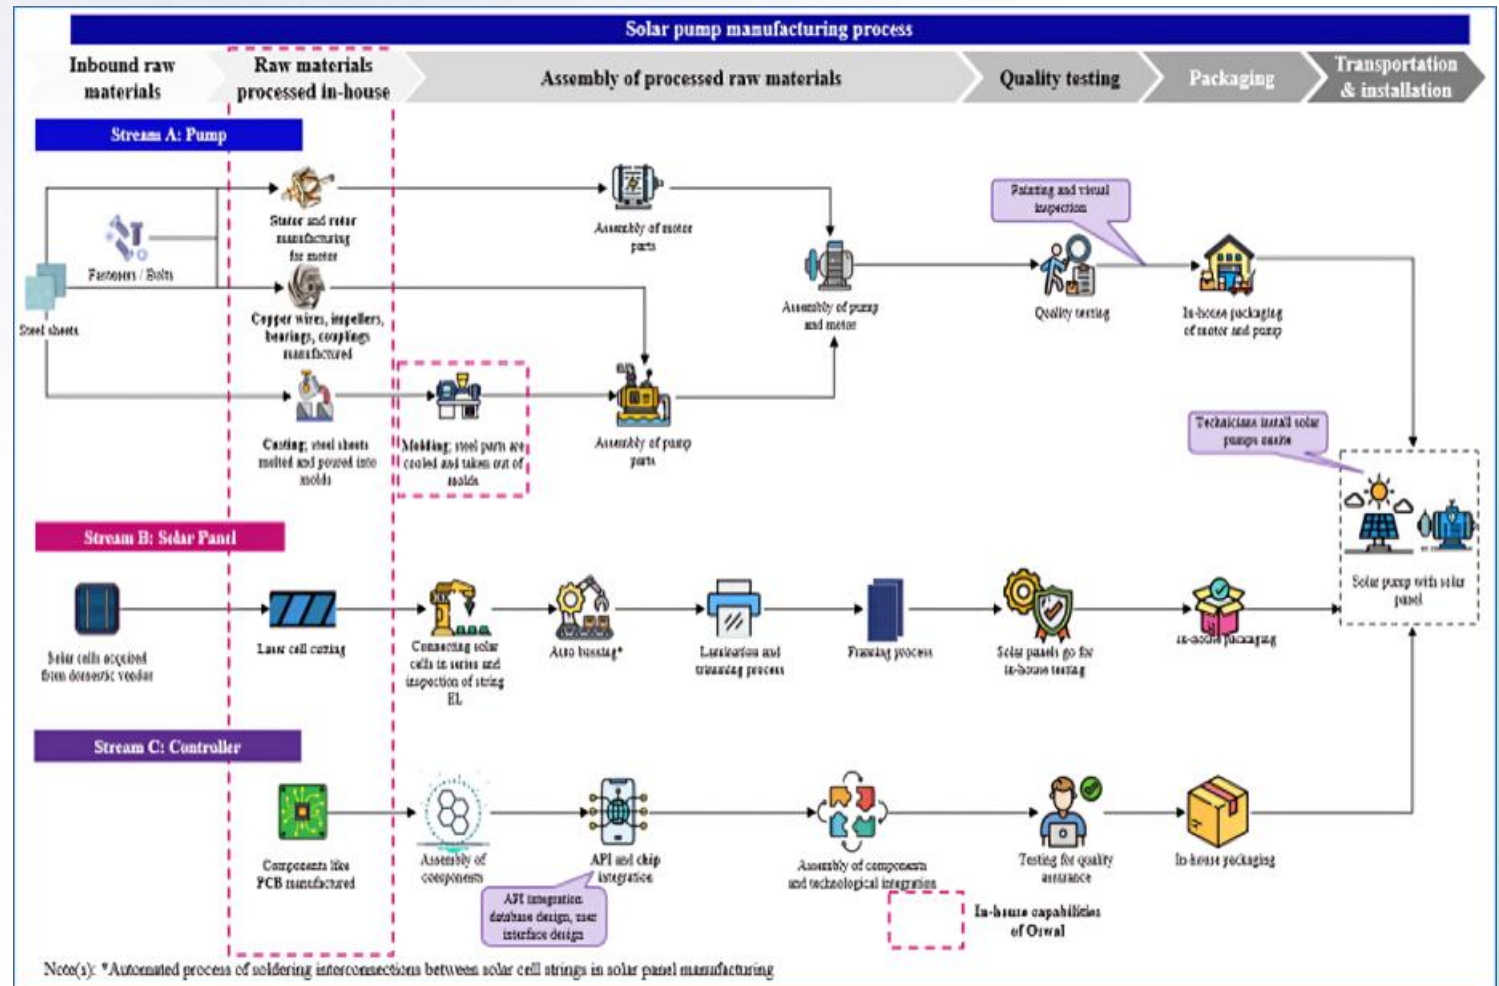 Solar pump manufacturing process
Inbound raw
materials
Raw materials
processed in-house
Assembly of processed raw materials
Quality testing
Packaging
Transportation
& installation
Stream A: Pump
Steel sheets
Fasteners / Bolts
Stator and rotor
manufacturing
for motor
Copper wires, impellers,
bearings, couplings
manufactured
Casting; steel sheets
melted and poured into
molds
Molding; steel parts are
cooled and taken out of
molds
Assembly of motor
parts
Assembly of pump
parts
Assembly of pump
and motor
Quality testing
Painting and visual
inspection
In-house packaging
of motor and pump
Technicians install solar
pumps onsite
Solar pump with solar
panel
Stream B: Solar Panel
Solar cells acquired
from domestic vendor
Laser cell cutting
Connecting solar
cells in series and
inspection of string
EL
Auto bussing*
Lamination and
trimming process
Framing process
Solar panels go for
in-house testing
in-house packaging
Stream C: Controller
Components like
PCB manufactured
Assembly of
components
API and chip
integration
API integration
database design, user
interface design
Assembly of components
and technological integration
Testing for quality
assurance
In-house packaging
In-house capabilities
of Oswal
Note(s): *Automated process of soldering interconnections between solar cell strings in solar panel manufacturing